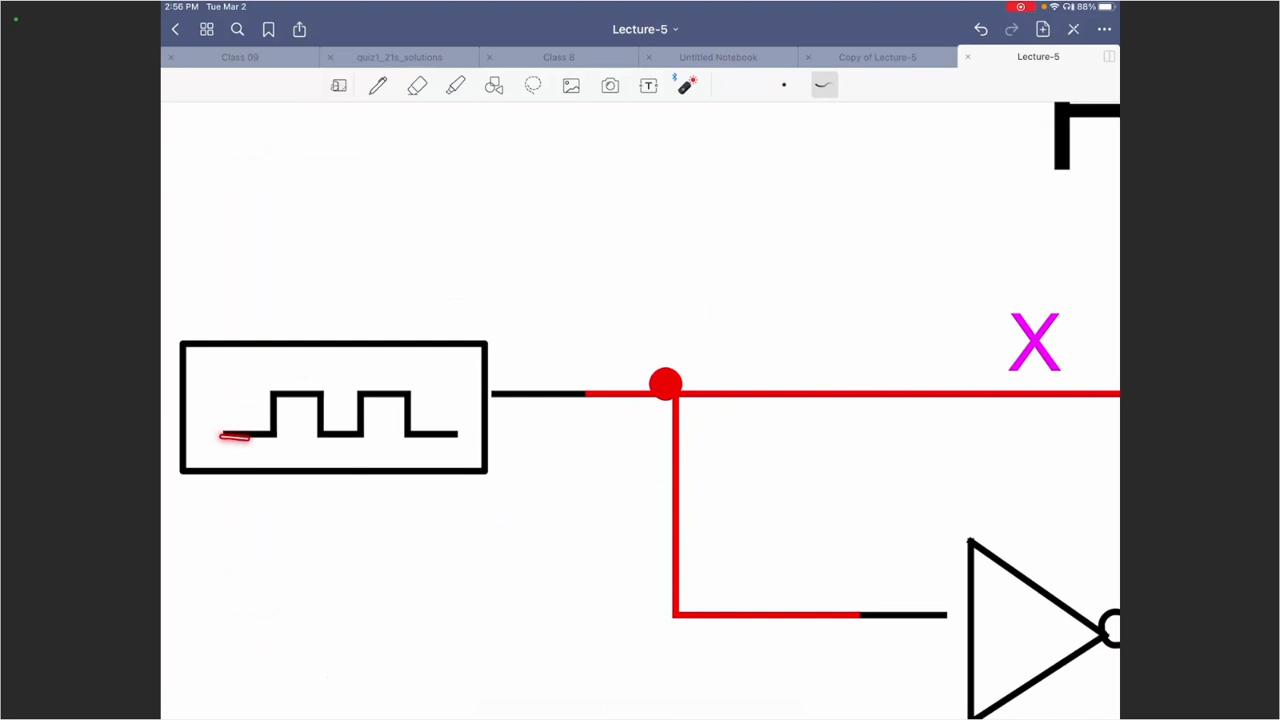 2:56 PM Tue Mar 2 88%
Lecture-5
Class 09 quiz1_21s_solutions Class 8 Untitled Notebook Copy of Lecture-5 Lecture-5
T
X